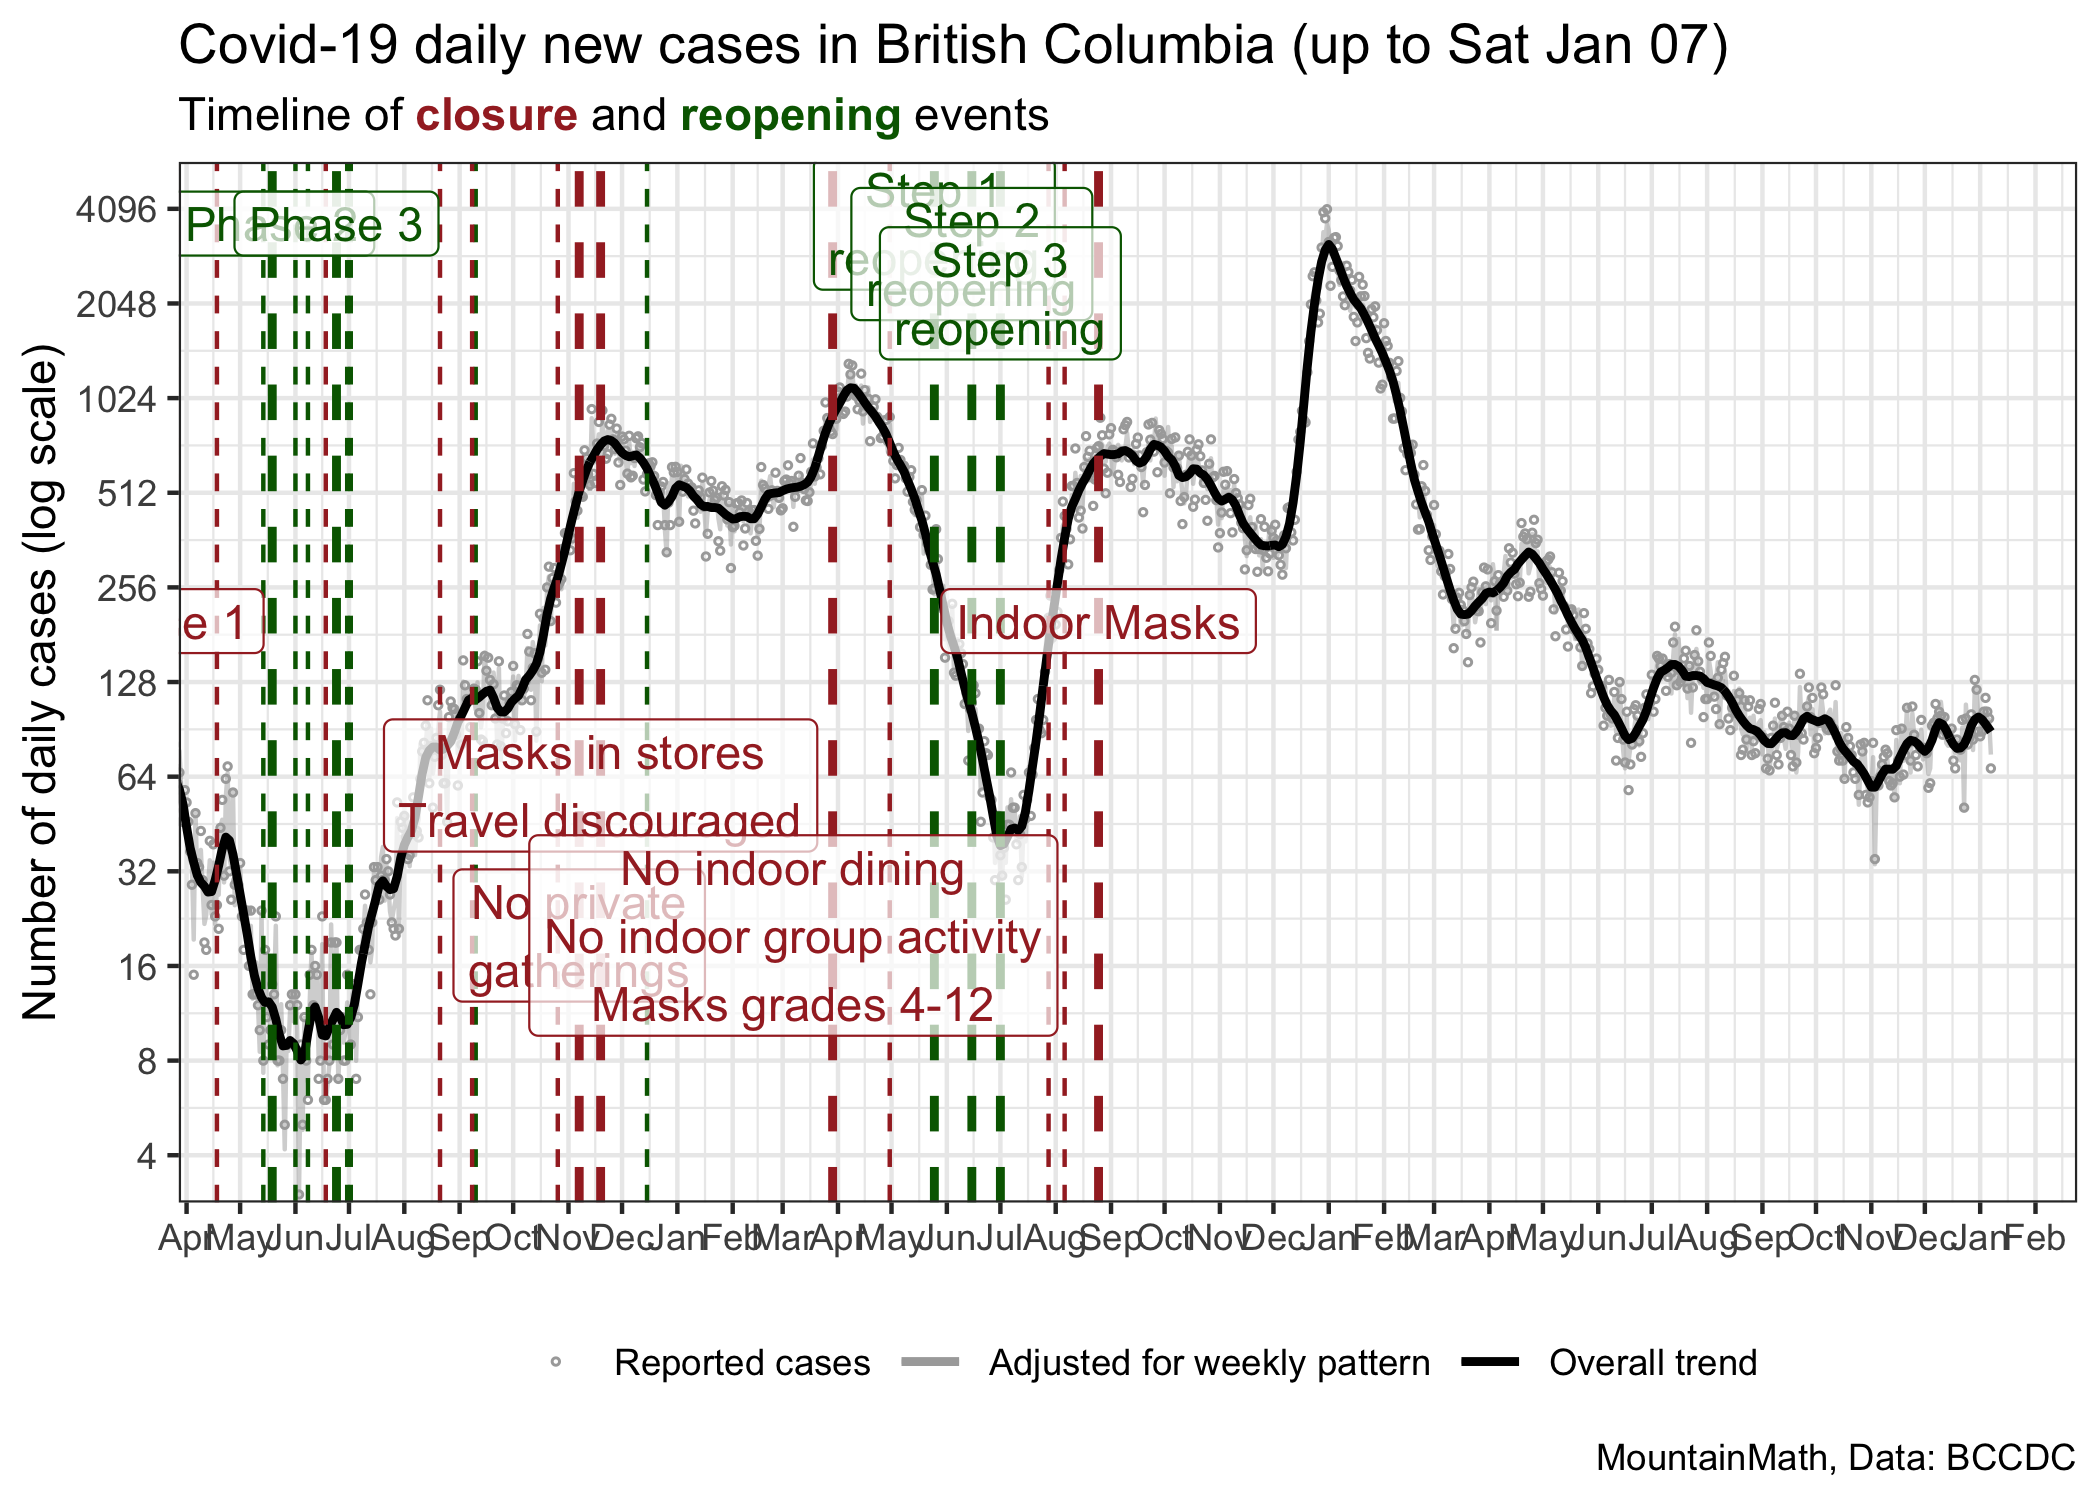 Covid-19 daily new cases in British Columbia (up to Sat Jan 07)
Timeline of closure and reopening events
Number of daily cases (log scale)
4096
2048
1024
512
256
128
64
32
16
8
4
Phase 2
Phase 3
Step 1
reopening
Step 2
reopening
Step 3
reopening
e 1
Indoor Masks
Masks in stores
Travel discouraged
No private
gatherings
No indoor dining
No indoor group activity
Masks grades 4-12
Apr May Jun Jul Aug Sep Oct Nov Dec Jan Feb Mar Apr May Jun Jul Aug Sep Oct Nov Dec Jan Feb Mar Apr May Jun Jul Aug Sep Oct Nov Dec Jan Feb
Reported cases Adjusted for weekly pattern Overall trend
MountainMath, Data: BCCDC